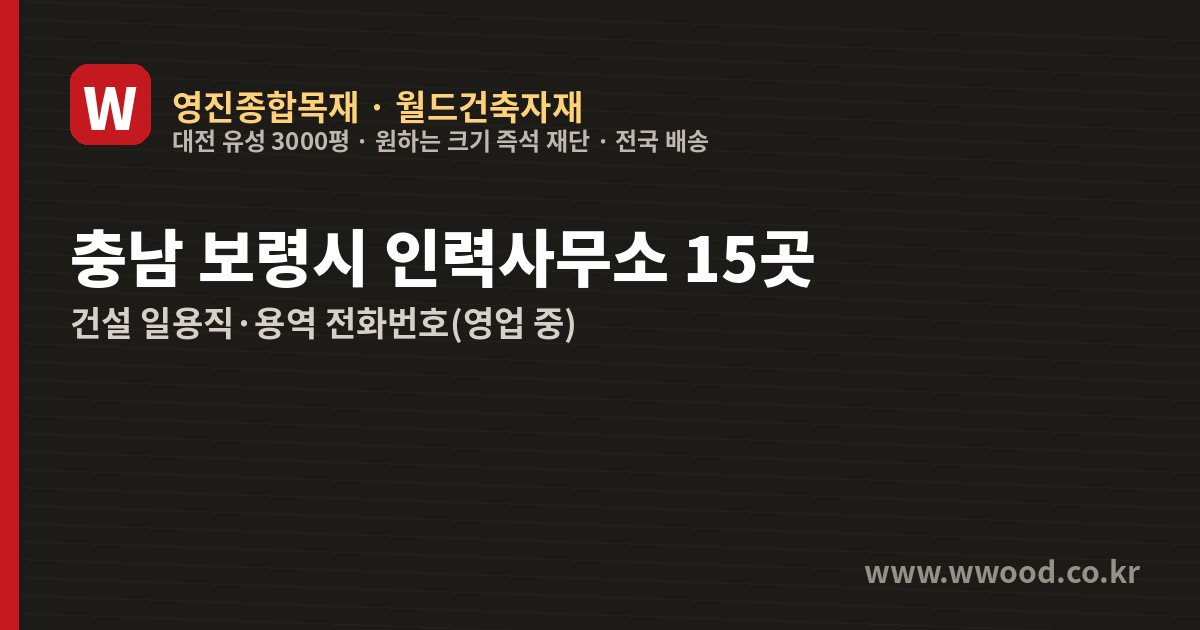 W
영진종합목재 · 월드건축자재
대전 유성 3000평 · 원하는 크기 즉석 재단 · 전국 배송
충남 보령시 인력사무소 15곳
건설 일용직·용역 전화번호(영업 중)
www.wwood.co.kr